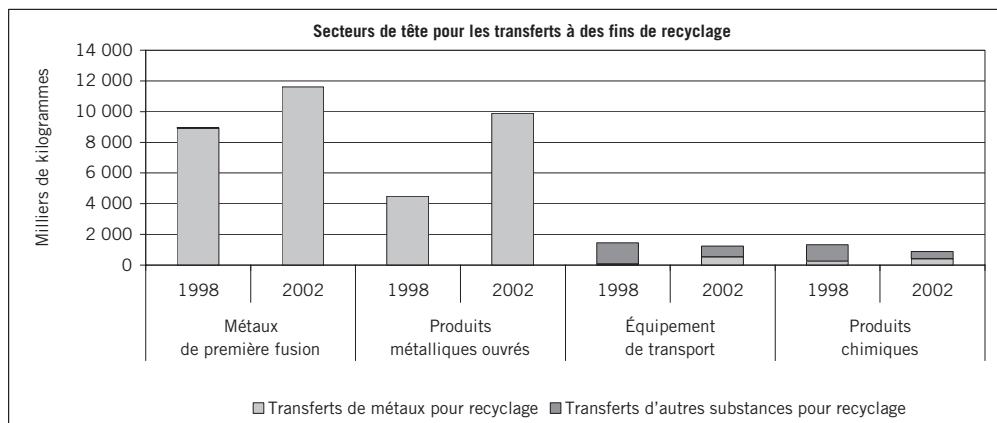 Secteurs de tête pour les transferts à des fins de recyclage
Milliers de kilogrammes
14 000
12 000
10 000
8 000
6 000
4 000
2 000
0
1998 2002 1998 2002 1998 2002 1998 2002
Métaux Produits Équipement Produits
de première fusion métalliques ouvrés de transport chimiques
Transferts de métaux pour recyclage Transferts d'autres substances pour recyclage